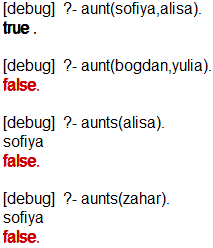 [debug]  ?- aunt(sofiya,alisa).
true .
[debug]  ?- aunt(bogdan,yulia).
false.
[debug]  ?- aunts(alisa).
sofiya
false.
[debug]  ?- aunts(zahar).
sofiya
false.